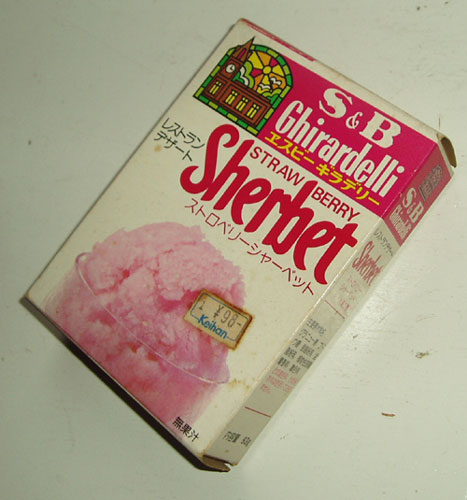 S&B
Ghirardelli
エスビー ギラデリー
レストラン
デザート
STRAWBERRY
Sherbet
ストロベリーシャーベット
¥98-
Keihan
無果汁
S&B
Ghirardelli
Sherbet